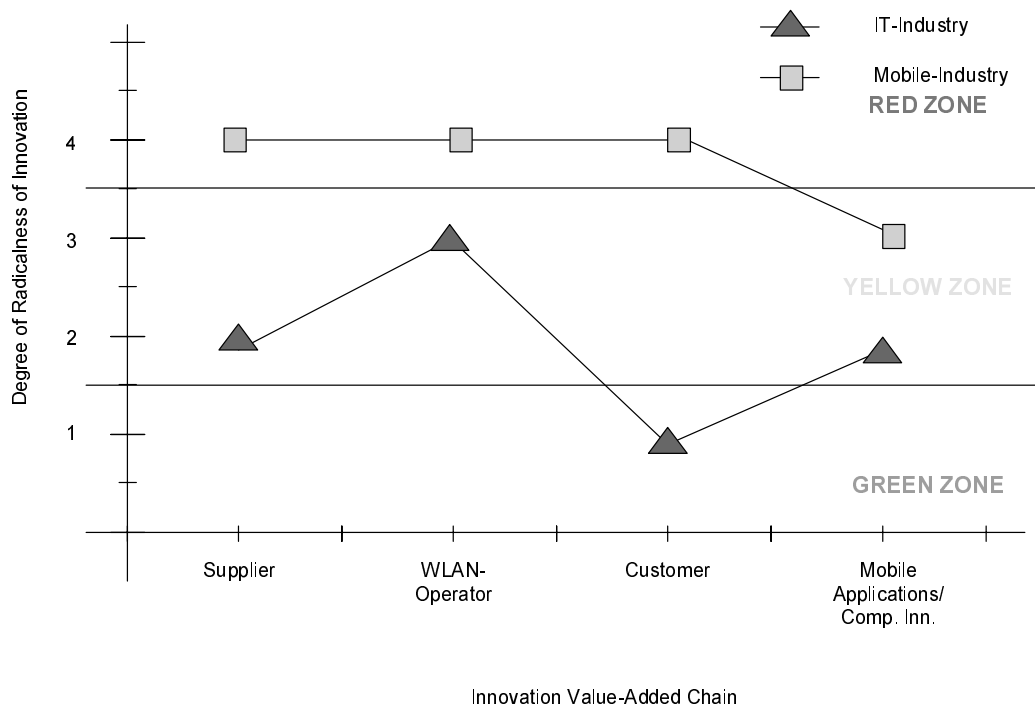 IT-Industry
Mobile-Industry
RED ZONE
Degree of Radicalness of Innovation
4
3
YELLOW ZONE
2
1
GREEN ZONE
Supplier
WLAN-
Operator
Customer
Mobile
Applications/
Comp. Inn.
Innovation Value-Added Chain